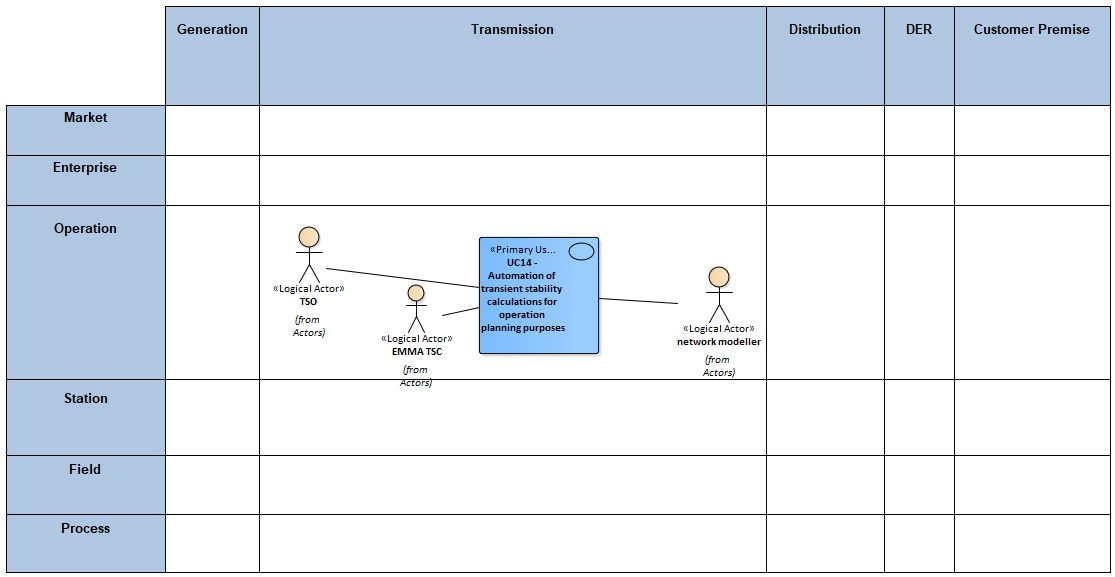 Generation
Transmission
Distribution
DER
Customer Premise
Market
Enterprise
Operation
«Logical Actor»
TSO
(from
Actors)
«Logical Actor»
EMMA TSC
(from
Actors)
«Primary Us...
UC14 -
Automation of
transient stability
calculations for
operation
planning purposes
«Logical Actor»
network modeller
(from
Actors)
Station
Field
Process